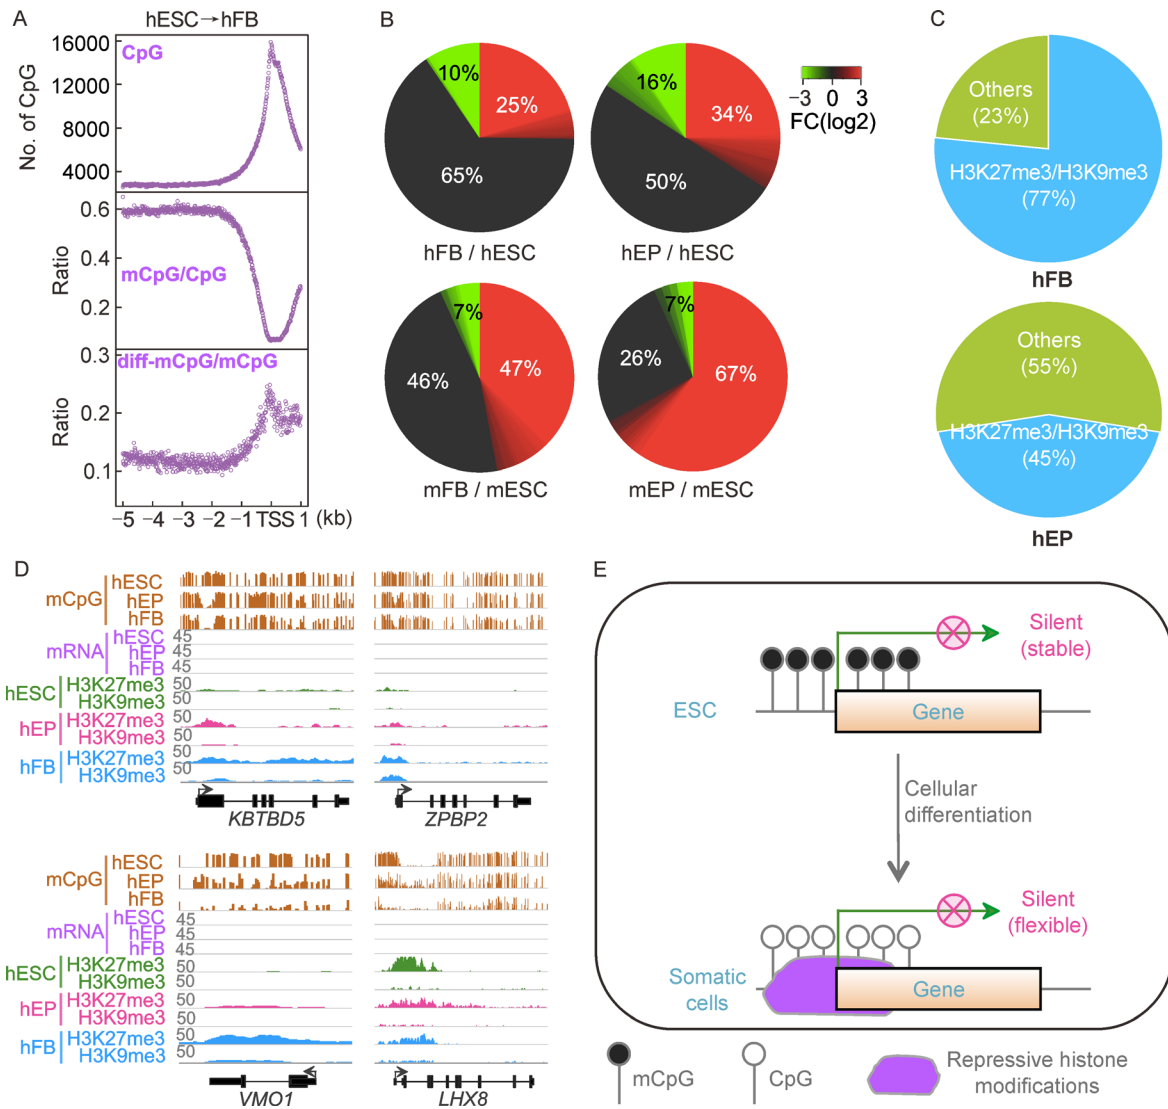 A
hESC→hFB
No. of CpG
16000
12000
8000
4000
CpG
Ratio
0.6
0.4
0.2
mCpG/CpG
Ratio
0.3
0.2
0.1
diff-mCpG/mCpG
−5 −4 −3 −2 −1 TSS 1 (kb)
B
10%
25%
65%
hFB / hESC
16%
34%
50%
hEP / hESC
−3 0 3
FC(log2)
7%
47%
46%
mFB / mESC
7%
26%
67%
mEP / mESC
C
Others
(23%)
H3K27me3/H3K9me3
(77%)
hFB
Others
(55%)
H3K27me3/H3K9me3
(45%)
hEP
D
mCpG
hESC
hEP
hFB
mRNA
hESC 45
hEP 45
hFB 45
hESC
H3K27me3 50
H3K9me3 50
hEP
H3K27me3 50
H3K9me3 50
hFB
H3K27me3 50
H3K9me3 50
KBTBD5
ZPBP2
mCpG
hESC
hEP
hFB
mRNA
hESC 45
hEP 45
hFB 45
hESC
H3K27me3 50
H3K9me3 50
hEP
H3K27me3 50
H3K9me3 50
hFB
H3K27me3 50
H3K9me3 50
VMO1
LHX8
E
Silent
(stable)
ESC
Gene
Cellular
differentiation
Silent
(flexible)
Somatic
cells
Gene
mCpG
CpG
Repressive histone
modifications